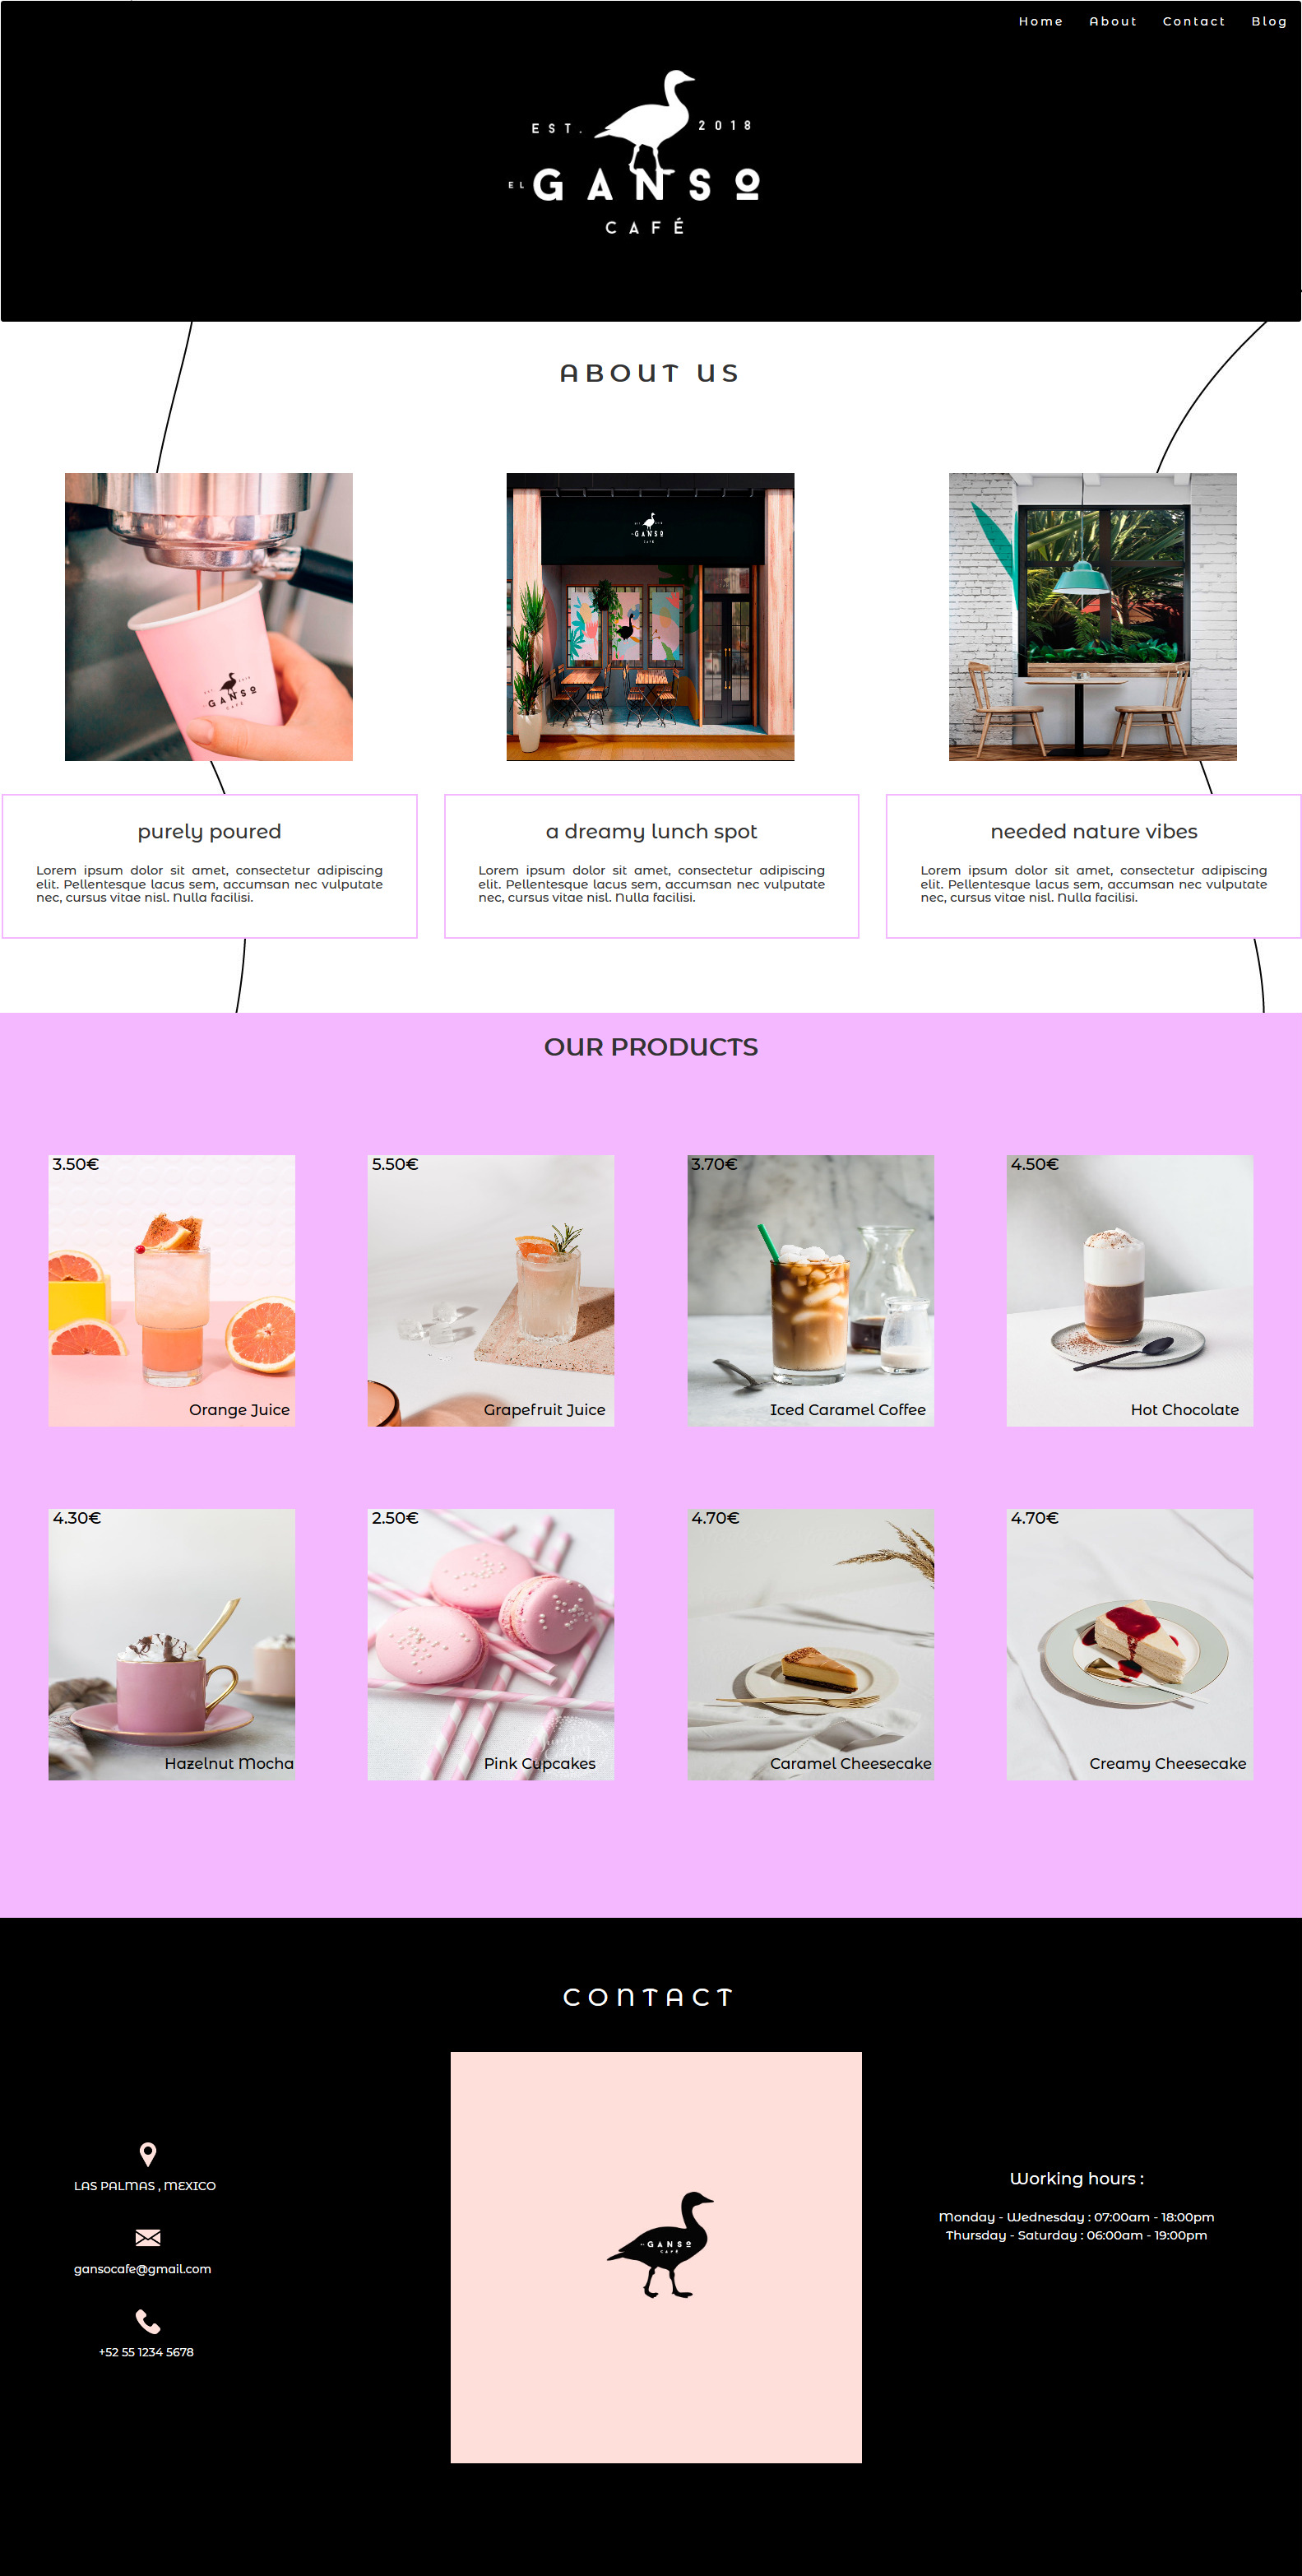 Home About Contact Blog
EST. 2018
EL GANSO
CAFÉ
ABOUT US
GANSO
CAFÉ
GANSO
CAFÉ
purely poured
Lorem ipsum dolor sit amet, consectetur adipiscing
elit. Pellentesque lacus sem, accumsan nec vulputate
nec, cursus vitae nisl. Nulla facilisi.
a dreamy lunch spot
Lorem ipsum dolor sit amet, consectetur adipiscing
elit. Pellentesque lacus sem, accumsan nec vulputate
nec, cursus vitae nisl. Nulla facilisi.
needed nature vibes
Lorem ipsum dolor sit amet, consectetur adipiscing
elit. Pellentesque lacus sem, accumsan nec vulputate
nec, cursus vitae nisl. Nulla facilisi.
OUR PRODUCTS
3.50€
Orange Juice
5.50€
Grapefruit Juice
3.70€
Iced Caramel Coffee
4.50€
Hot Chocolate
4.30€
Hazelnut Mocha
2.50€
Pink Cupcakes
4.70€
Caramel Cheesecake
4.70€
Creamy Cheesecake
CONTACT
LAS PALMAS , MEXICO
gansocafe@gmail.com
+52 55 1234 5678
GANSO
CAFÉ
Working hours :
Monday - Wednesday : 07:00am - 18:00pm
Thursday - Saturday : 06:00am - 19:00pm